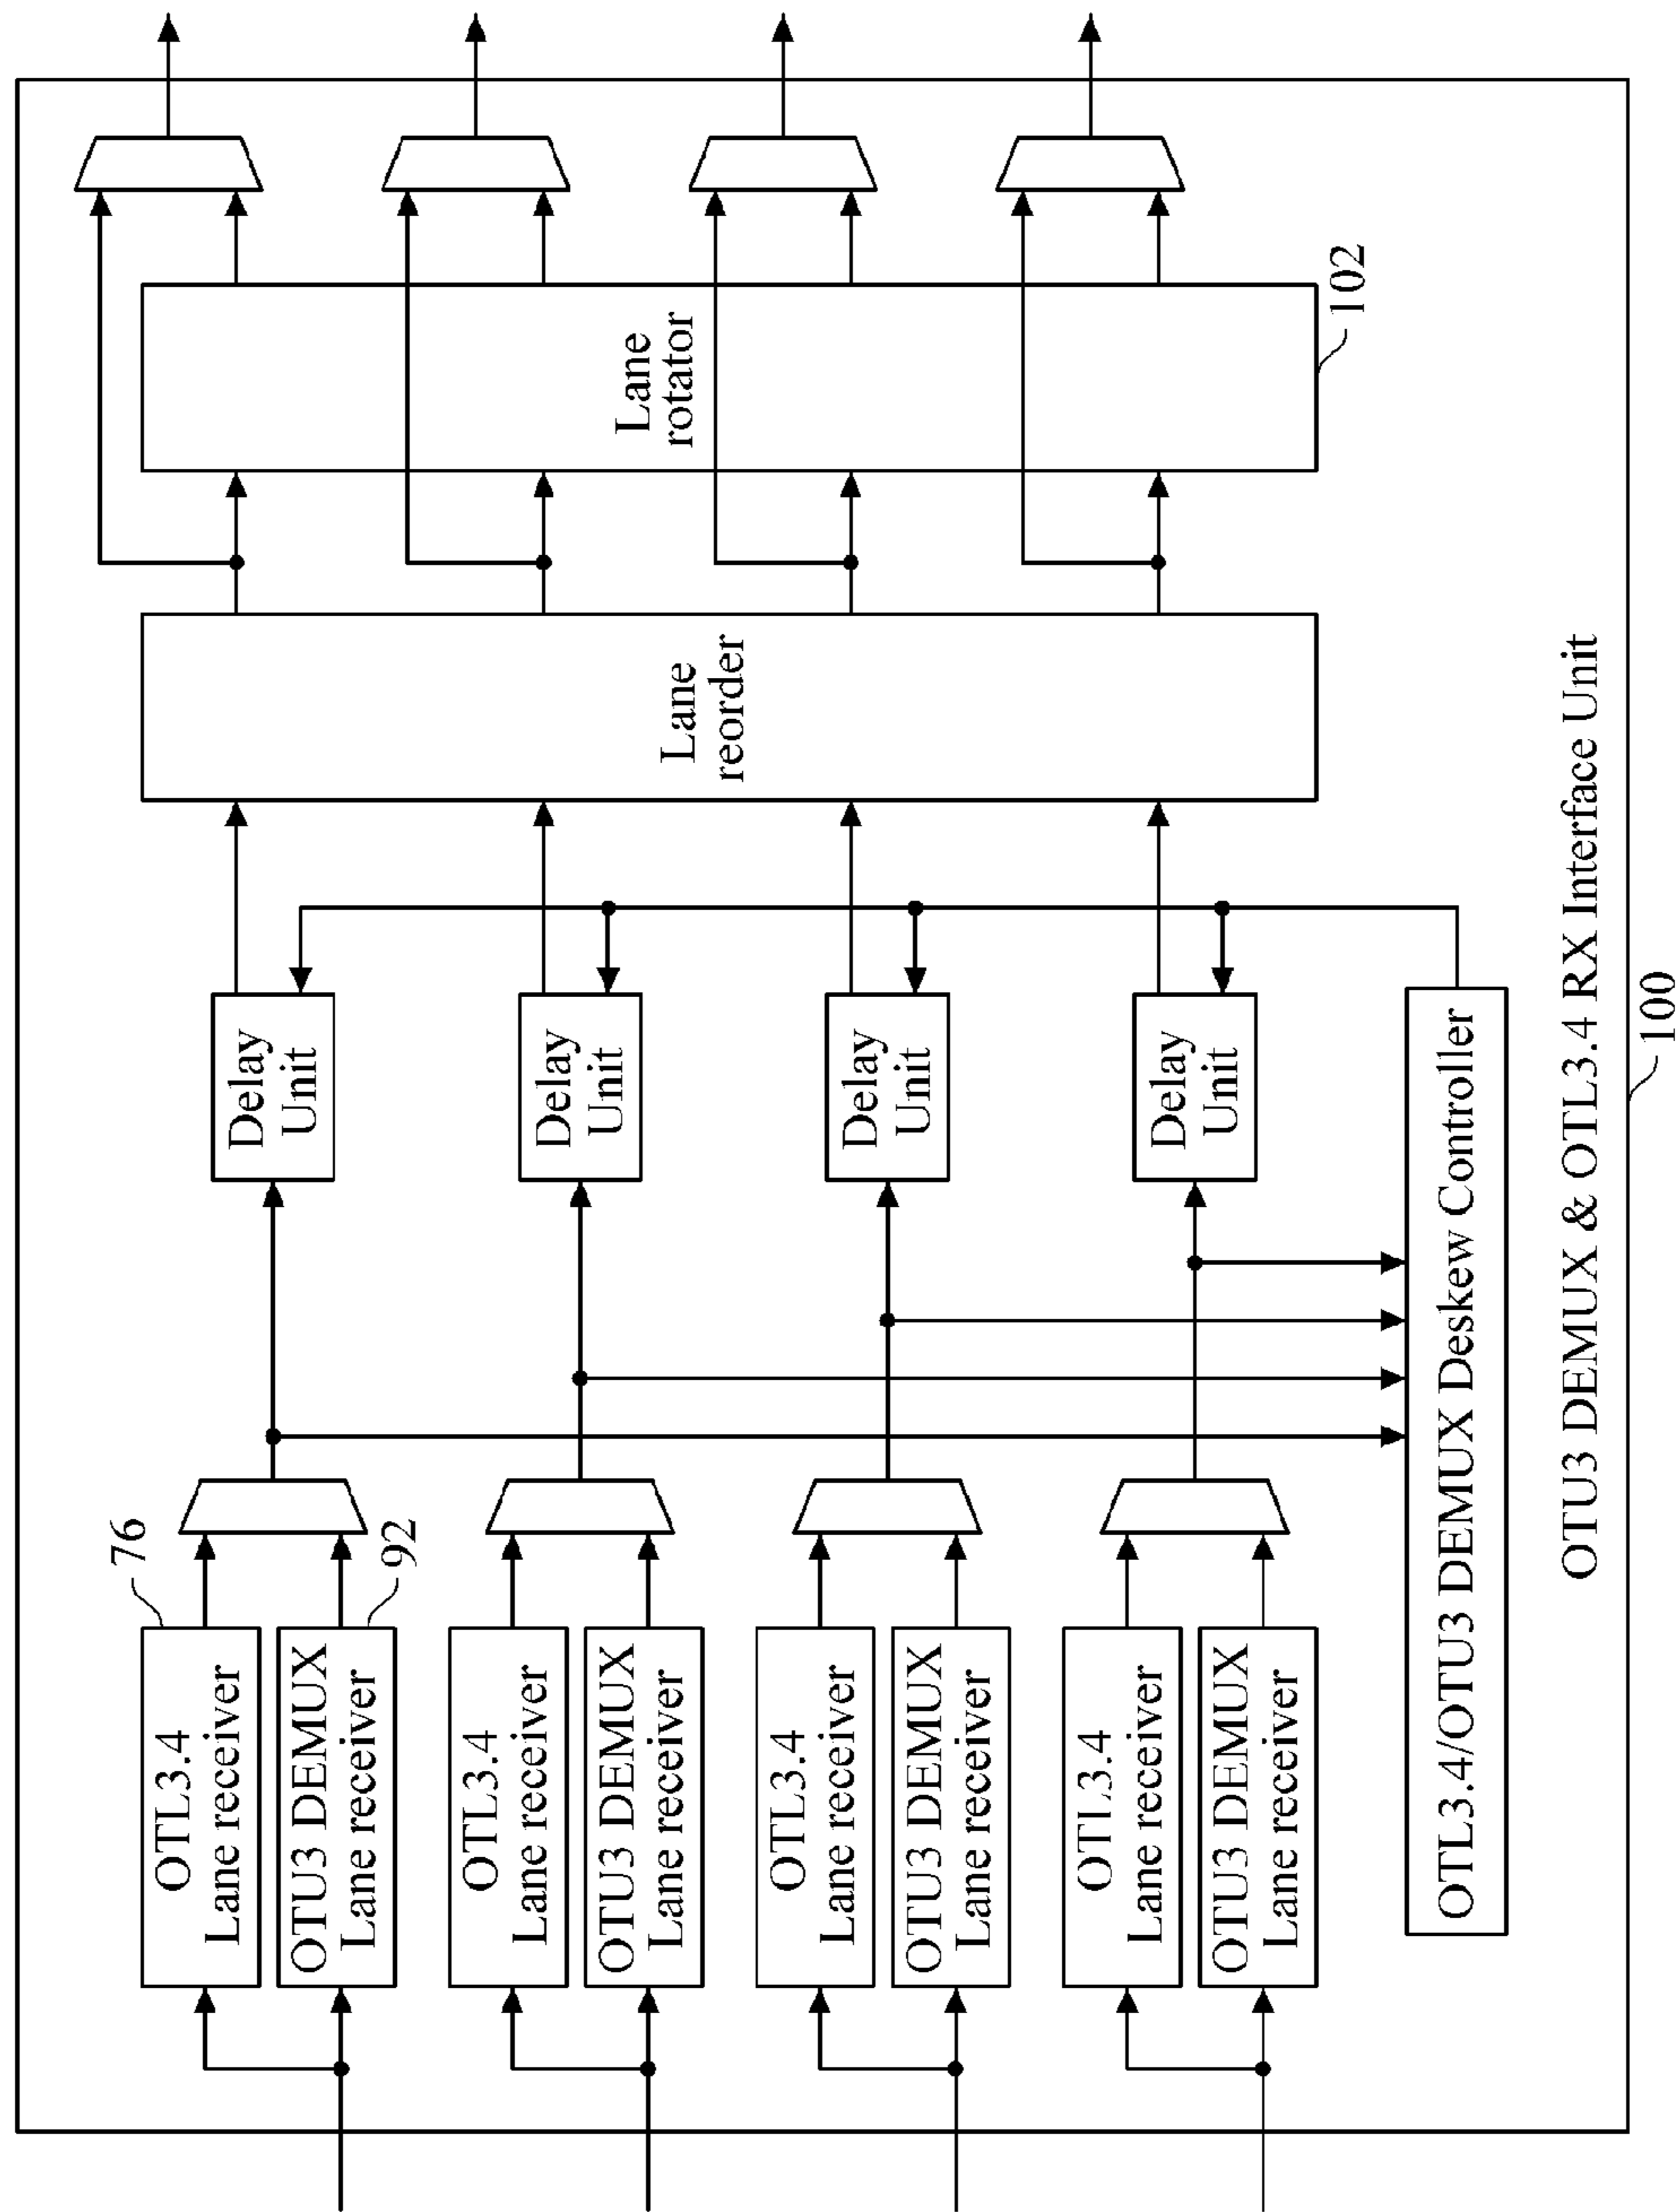 OTL3.4
Lane receiver
76
OTU3 DEMUX
Lane receiver
92
OTL3.4
Lane receiver
OTU3 DEMUX
Lane receiver
OTL3.4
Lane receiver
OTU3 DEMUX
Lane receiver
OTL3.4
Lane receiver
OTU3 DEMUX
Lane receiver
Delay
Unit
Delay
Unit
Delay
Unit
Delay
Unit
Lane
reorder
Lane
rotator
102
OTL3.4/OTU3 DEMUX Deskew Controller
OTU3 DEMUX & OTL3.4 RX Interface Unit
100